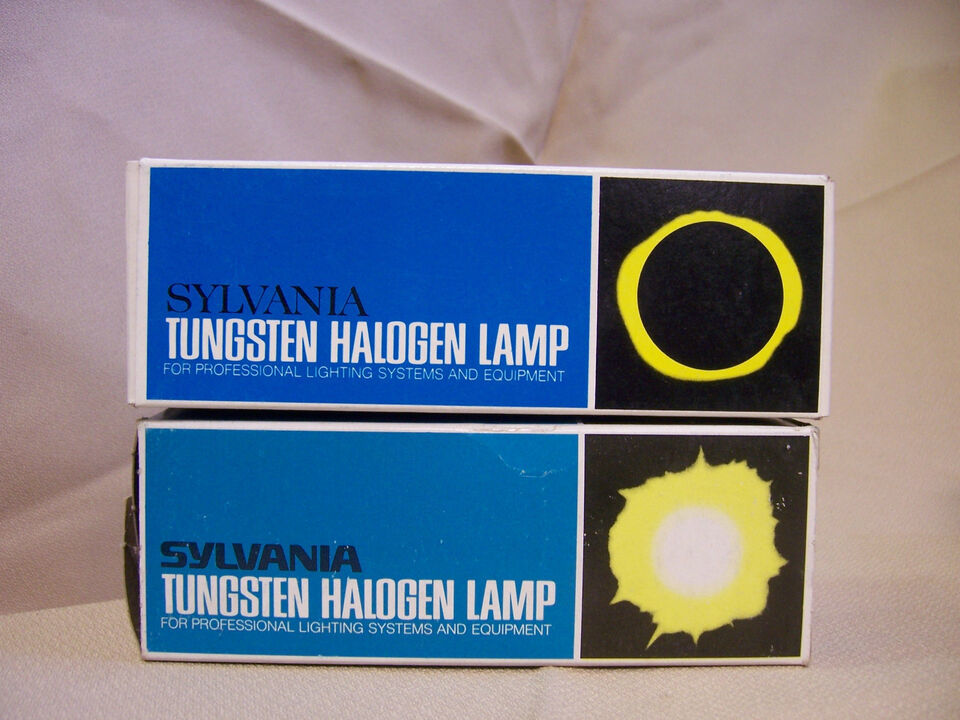 SYLVANIA
TUNGSTEN HALOGEN LAMP
FOR PROFESSIONAL LIGHTING SYSTEMS AND EQUIPMENT
SYLVANIA
TUNGSTEN HALOGEN LAMP
FOR PROFESSIONAL LIGHTING SYSTEMS AND EQUIPMENT